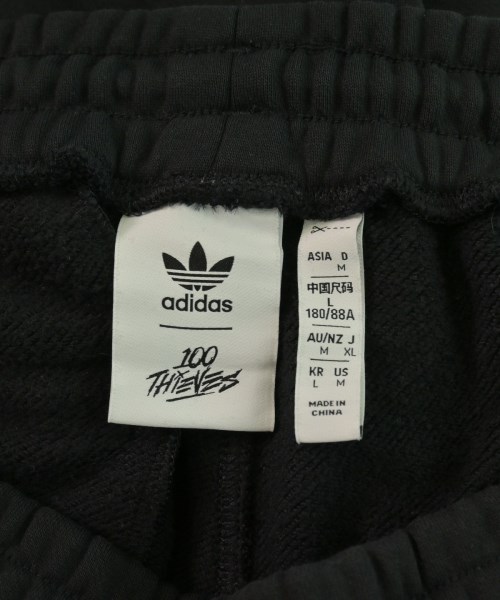 adidas
100
THIEVES
ASIA D
M
中国尺码
L
180/88A
AU/NZ J
M XL
KR US
L M
MADE IN
CHINA